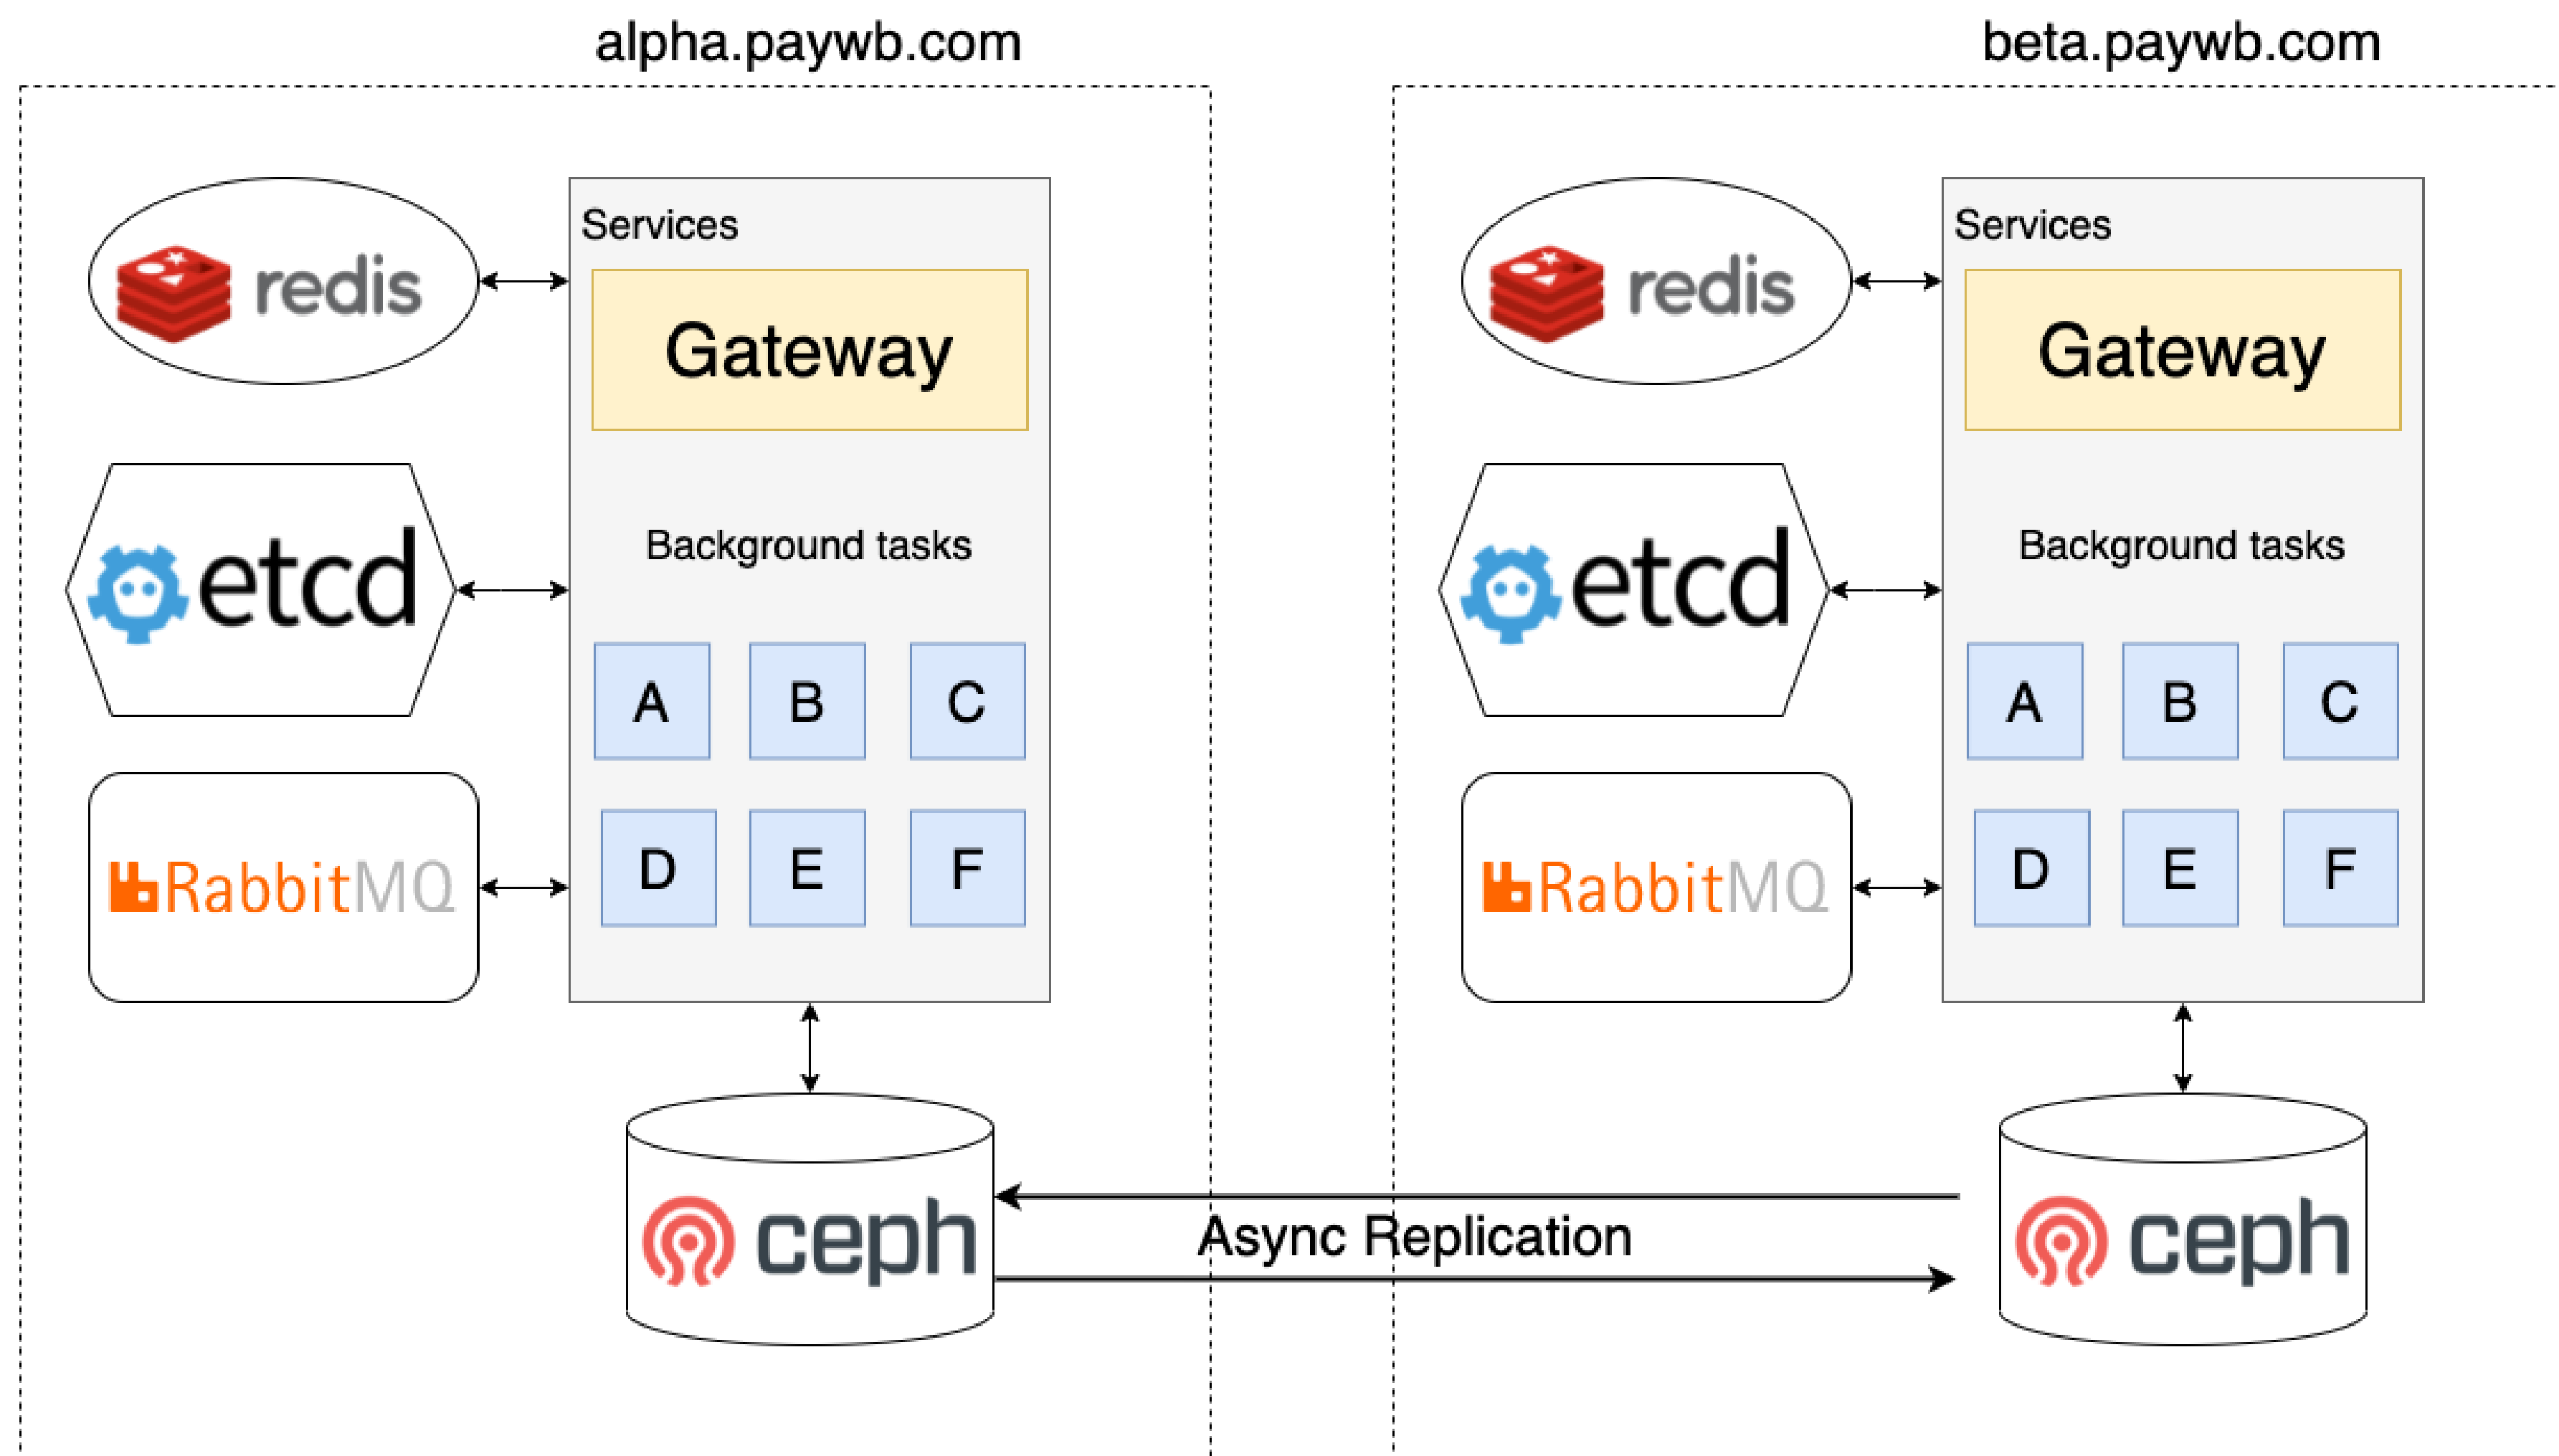 alpha.paywb.com
beta.paywb.com
Services
redis
Gateway
Background tasks
etcd
A B C
RabbitMQ
D E F
ceph
Services
redis
Gateway
Background tasks
etcd
A B C
RabbitMQ
D E F
ceph
Async Replication